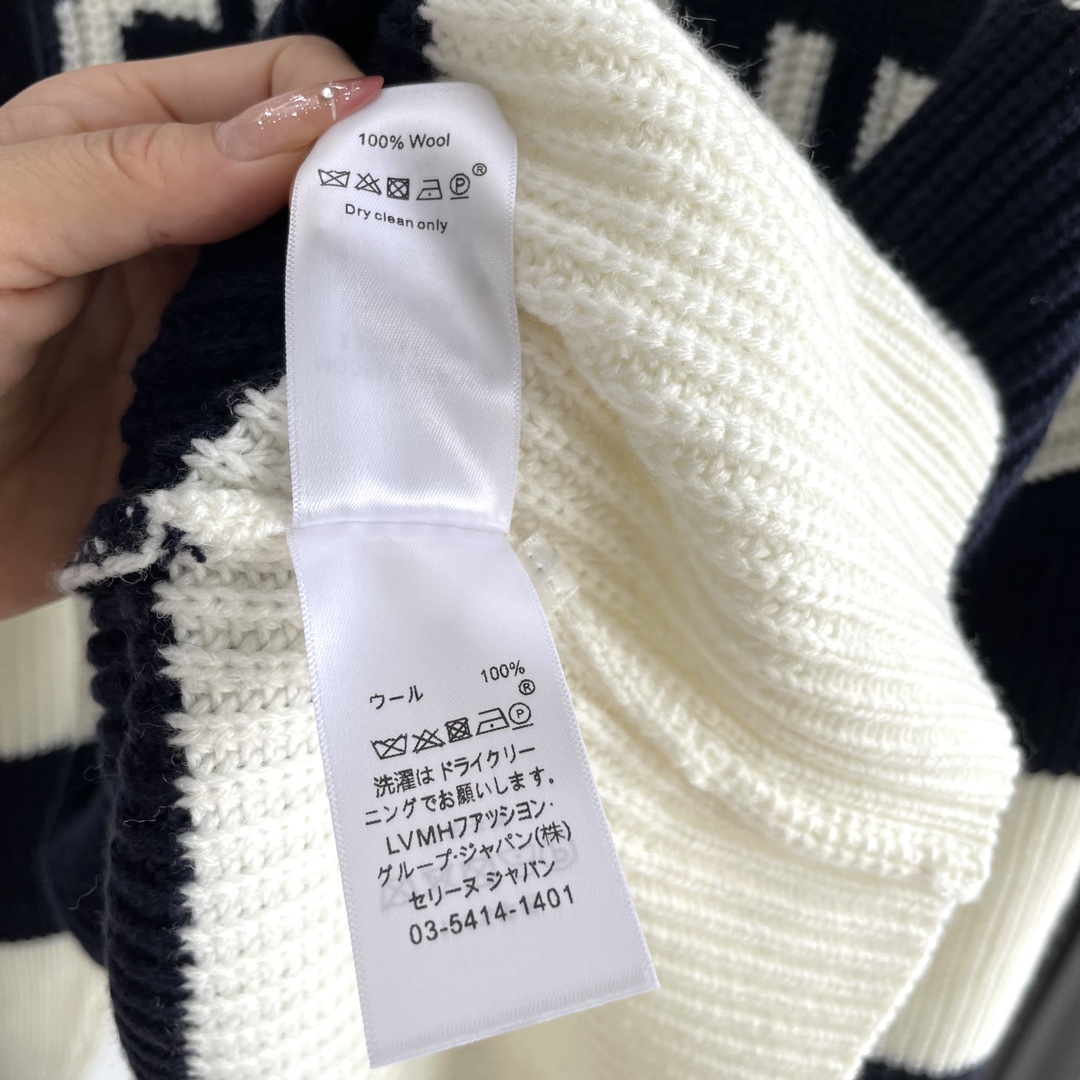 100% Wool
®
Dry clean only
ウール 100%
®
洗濯は ドライクリー
ニングでお願いします。
LVMHファッション・
グループ・ジャパン(株)
セリーヌ ジャパン
03-5414-1401